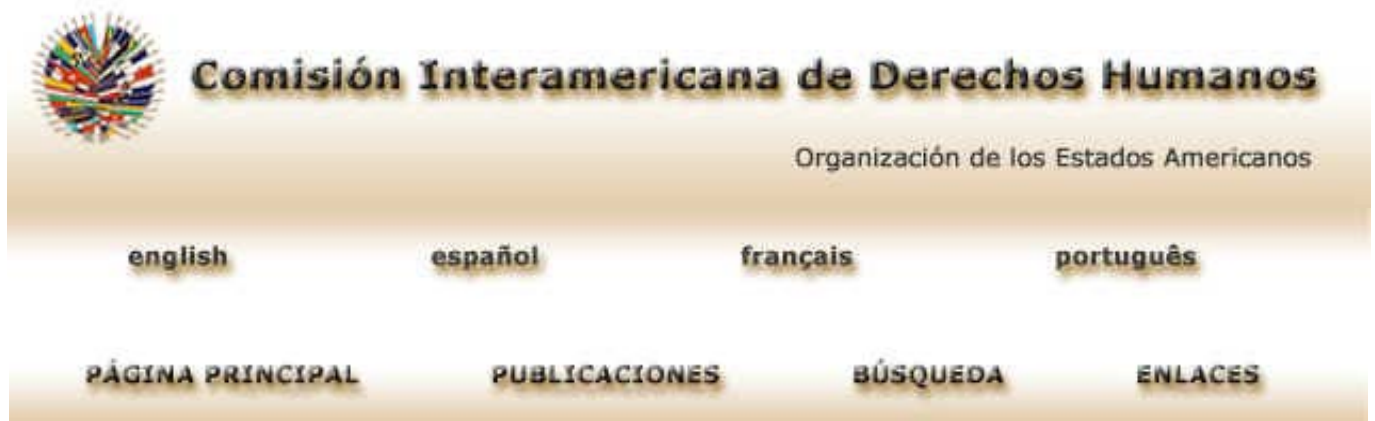 Comisión Interamericana de Derechos Humanos
Organización de los Estados Americanos
english español français português
PÁGINA PRINCIPAL PUBLICACIONES BÚSQUEDA ENLACES